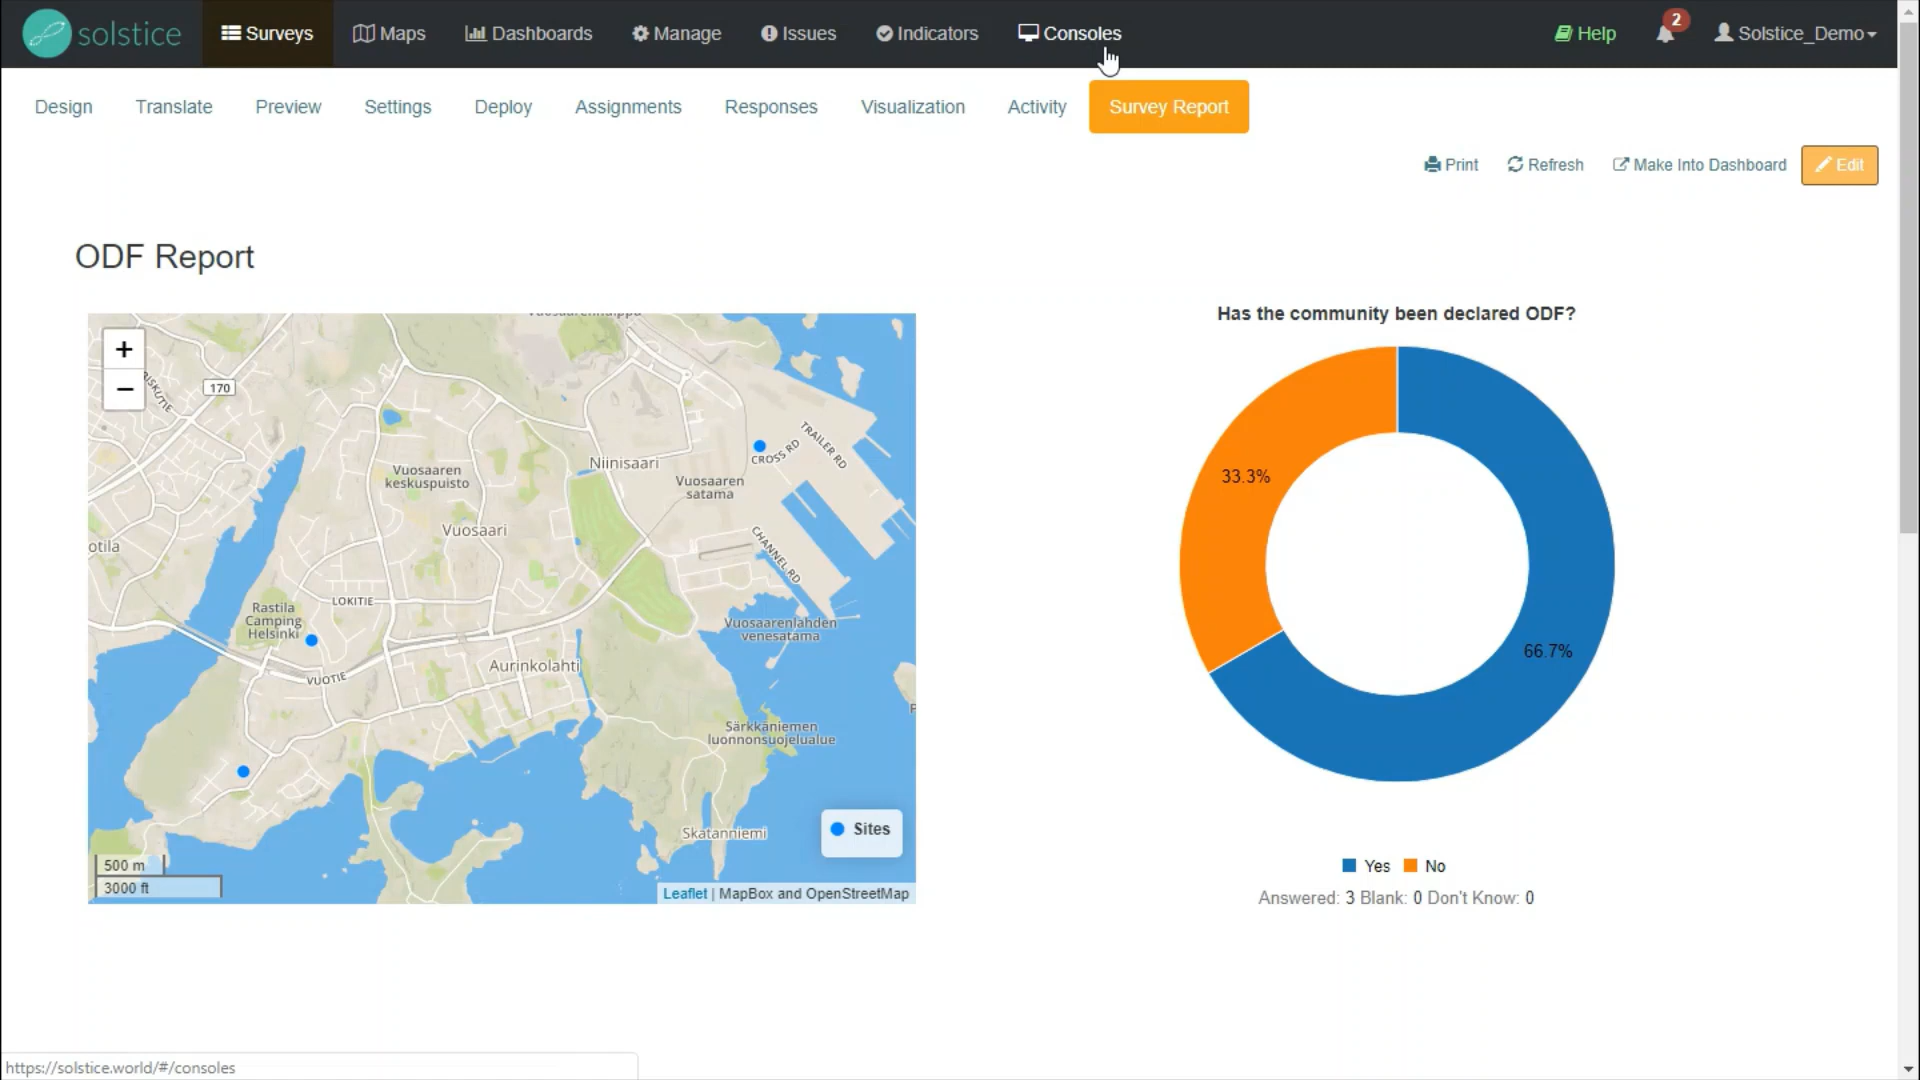 solstice Surveys Maps Dashboards Manage Issues Indicators Consoles Help 2 Solstice_Demo
Design Translate Preview Settings Deploy Assignments Responses Visualization Activity Survey Report
Print Refresh Make Into Dashboard Edit
ODF Report
+
−
RISKUTIE
170
Vuosaaren
keskuspuisto
Niinisaari
CROSS RD
TRAILER RD
Vuosaaren
satama
Vuosaari
otila
CHANNEL RD
LOKITIE
Rastila
Camping
Helsinki
Vuosaarenlahden
venesatama
VUOTIE
Aurinkolahti
Särkkäniemen
luonnonsuojelualue
Skatanniemi
Sites
500 m
3000 ft
Leaflet | MapBox and OpenStreetMap
Has the community been declared ODF?
33.3%
66.7%
Yes No
Answered: 3 Blank: 0 Don't Know: 0
https://solstice.world/#/consoles